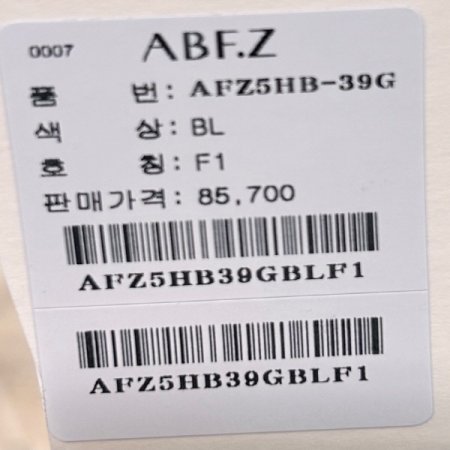 0007 ABF.Z
품 번: AFZ5HB-39G
색 상: BL
호 칭: F1
판매가격: 85,700
AFZ5HB39GBLF1
AFZ5HB39GBLF1